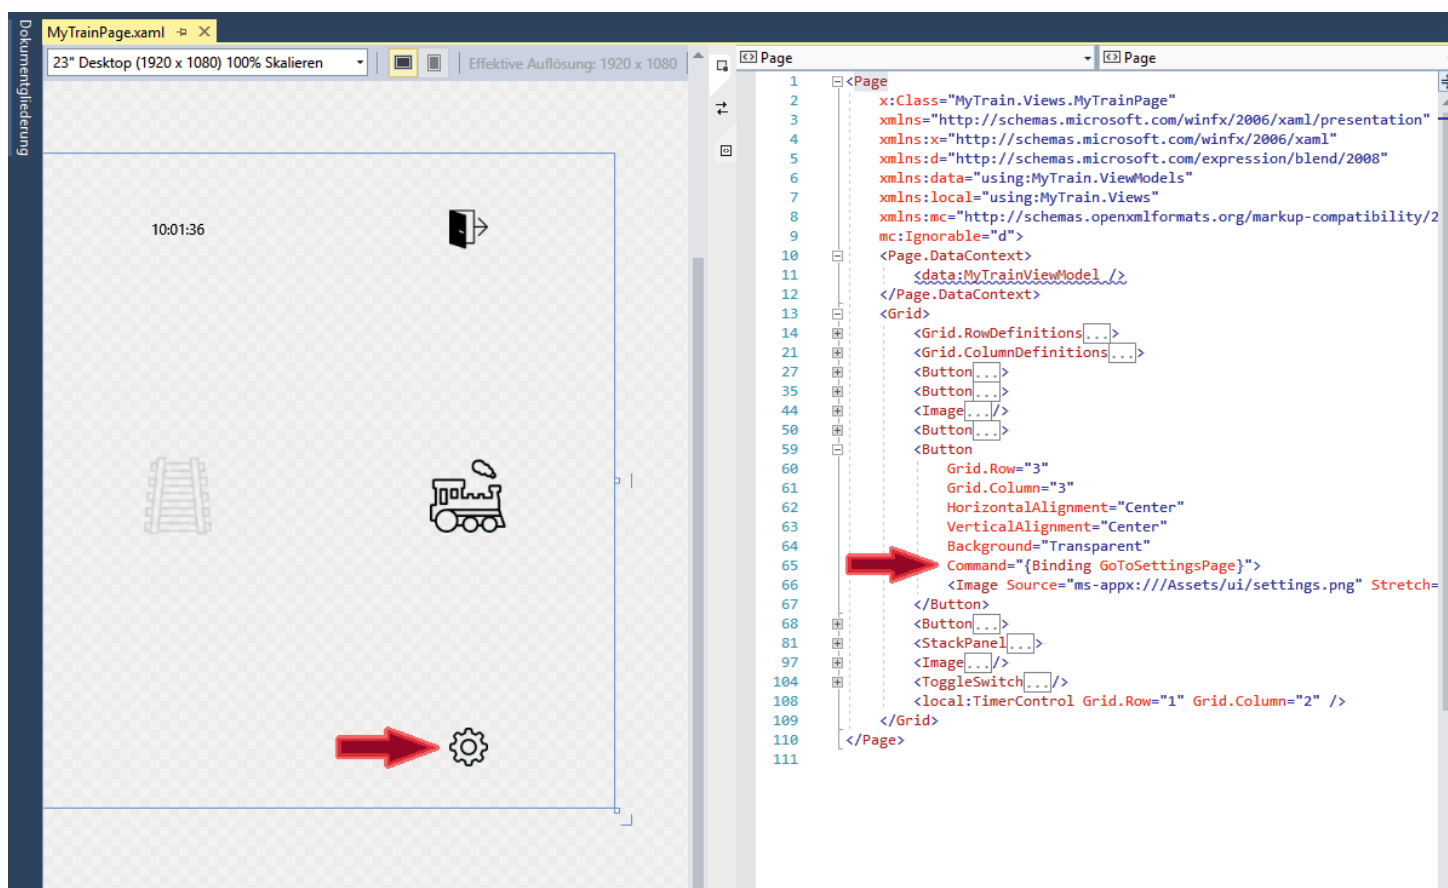 Dokumentgliederung
MyTrainPage.xaml
23" Desktop (1920 x 1080) 100% Skalieren
Effektive Auflösung: 1920 x 1080
10:01:36
Page
Page
1 <Page
2 x:Class="MyTrain.Views.MyTrainPage"
3 xmlns="http://schemas.microsoft.com/winfx/2006/xaml/presentation"
4 xmlns:x="http://schemas.microsoft.com/winfx/2006/xaml"
5 xmlns:d="http://schemas.microsoft.com/expression/blend/2008"
6 xmlns:data="using:MyTrain.ViewModels"
7 xmlns:local="using:MyTrain.Views"
8 xmlns:mc="http://schemas.openxmlformats.org/markup-compatibility/2
9 mc:Ignorable="d">
10 <Page.DataContext>
11 <data:MyTrainViewModel />
12 </Page.DataContext>
13 <Grid>
14 <Grid.RowDefinitions...>
21 <Grid.ColumnDefinitions...>
27 <Button...>
35 <Button...>
44 <Image.../>
50 <Button...>
59 <Button
60 Grid.Row="3"
61 Grid.Column="3"
62 HorizontalAlignment="Center"
63 VerticalAlignment="Center"
64 Background="Transparent"
65 Command="{Binding GoToSettingsPage}">
66 <Image Source="ms-appx:///Assets/ui/settings.png" Stretch=
67 </Button>
68 <Button...>
81 <StackPanel...>
97 <Image.../>
104 <ToggleSwitch.../>
108 <local:TimerControl Grid.Row="1" Grid.Column="2" />
109 </Grid>
110 </Page>
111